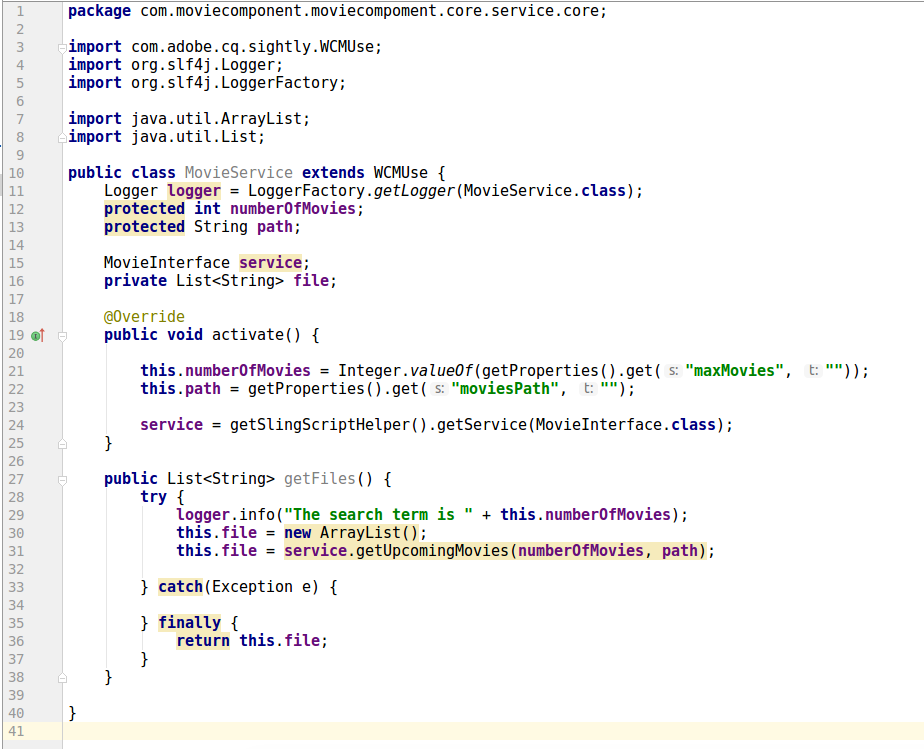 1 package com.moviecomponent.moviecompoment.core.service.core;
2
3 import com.adobe.cq.sightly.WCMUse;
4 import org.slf4j.Logger;
5 import org.slf4j.LoggerFactory;
6
7 import java.util.ArrayList;
8 import java.util.List;
9
10 public class MovieService extends WCMUse {
11 Logger logger = LoggerFactory.getLogger(MovieService.class);
12 protected int numberOfMovies;
13 protected String path;
14
15 MovieInterface service;
16 private List<String> file;
17
18 @Override
19 public void activate() {
20
21 this.numberOfMovies = Integer.valueOf(getProperties().get( s: "maxMovies", t: ""));
22 this.path = getProperties().get( s: "moviesPath", t: "");
23
24 service = getSlingScriptHelper().getService(MovieInterface.class);
25 }
26
27 public List<String> getFiles() {
28 try {
29 logger.info("The search term is " + this.numberOfMovies);
30 this.file = new ArrayList();
31 this.file = service.getUpcomingMovies(numberOfMovies, path);
32
33 } catch(Exception e) {
34
35 } finally {
36 return this.file;
37 }
38 }
39
40 }
41